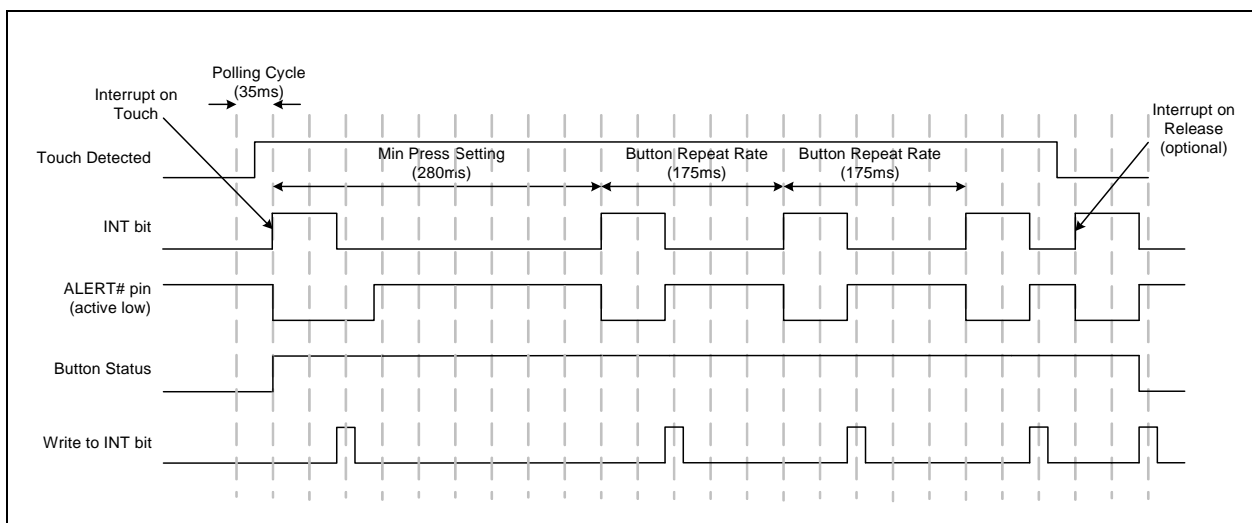 Polling Cycle
(35ms)
Interrupt on
Touch
Interrupt on
Release
(optional)
Touch Detected
Min Press Setting
(280ms)
Button Repeat Rate
(175ms)
Button Repeat Rate
(175ms)
INT bit
ALERT# pin
(active low)
Button Status
Write to INT bit